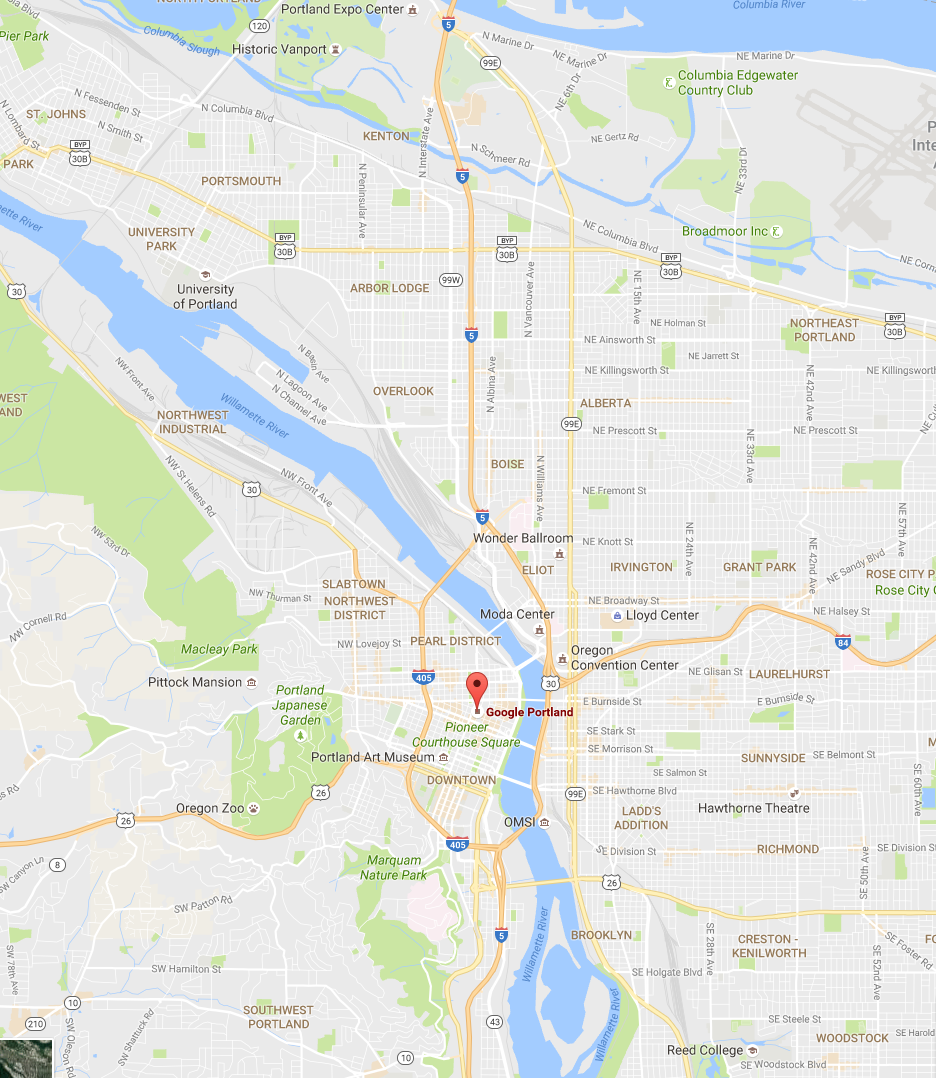 NORTH PORTLAND
Portland Expo Center
Columbia River
5
120
Pier Park
Columbia Slough
Historic Vanport
N Marine Dr
99E
NE Marine Dr
NE Marine Dr
Columbia Edgewater
Country Club
NE 6th Dr
N Fessenden St
N Columbia Blvd
ST. JOHNS
N Smith St
N Lombard St
KENTON
N Interstate Ave
NE Gertz Rd
BYP
30B
PARK
N Schmeer Rd
NE 33rd Dr
5
PORTSMOUTH
N Peninsular Ave
UNIVERSITY
PARK
BYP
30B
BYP
30B
NE Columbia Blvd
Broadmoor Inc
BYP
30B
University
of Portland
99W
ARBOR LODGE
30
N Vancouver Ave
NE 15th Ave
NE Holman St
NORTHEAST
PORTLAND
BYP
30B
5
NE Ainsworth St
N Basin Ave
N Lagoon Ave
N Channel Ave
NE Jarrett St
NE Killingsworth St
NE Killingsworth
NW Front Ave
OVERLOOK
N Albina Ave
NE 42nd Ave
ALBERTA
Willamette River
NORTHWEST
INDUSTRIAL
99E
NE Prescott St
NE Prescott St
NE 33rd Ave
NW St Helens Rd
BOISE
N Williams Ave
30
NW Front Ave
NE Fremont St
5
NE 57th Ave
NW 53rd Dr
Wonder Ballroom
NE Knott St
NE 24th Ave
NE 42nd Ave
NE Sandy Blvd
ELIOT
IRVINGTON
GRANT PARK
ROSE CITY P
Rose City
SLABTOWN
NW Thurman St
NORTHWEST
DISTRICT
NE Broadway St
Moda Center
Lloyd Center
NE Halsey St
NW Cornell Rd
NW Lovejoy St
PEARL DISTRICT
84
Macleay Park
Oregon
Convention Center
NE Glisan St
LAURELHURST
Pittock Mansion
405
30
Portland
Japanese
Garden
E Burnside St
E Burnside St
Google Portland
Pioneer
Courthouse Square
SE Stark St
SE Morrison St
Portland Art Museum
SUNNYSIDE
SE Belmont St
DOWNTOWN
SE Salmon St
26
SE Hawthorne Blvd
99E
SE 60th Ave
Oregon Zoo
26
LADD'S
ADDITION
Hawthorne Theatre
OMSI
405
SE Division St
RICHMOND
SE Division St
SW Canyon Ln
8
Marquam
Nature Park
26
SE 50th Ave
SW Patton Rd
Willamette River
5
BROOKLYN
SE 28th Ave
CRESTON -
KENILWORTH
SE Foster Rd
SW 78th Ave
SW Hamilton St
SE Holgate Blvd
SE 52nd Ave
10
SW Oleson Rd
SW Shattuck Rd
SOUTHWEST
PORTLAND
Willamette River
210
43
SE Steele St
WOODSTOCK
SE Harold
10
Reed College
SE Woodstock Blvd